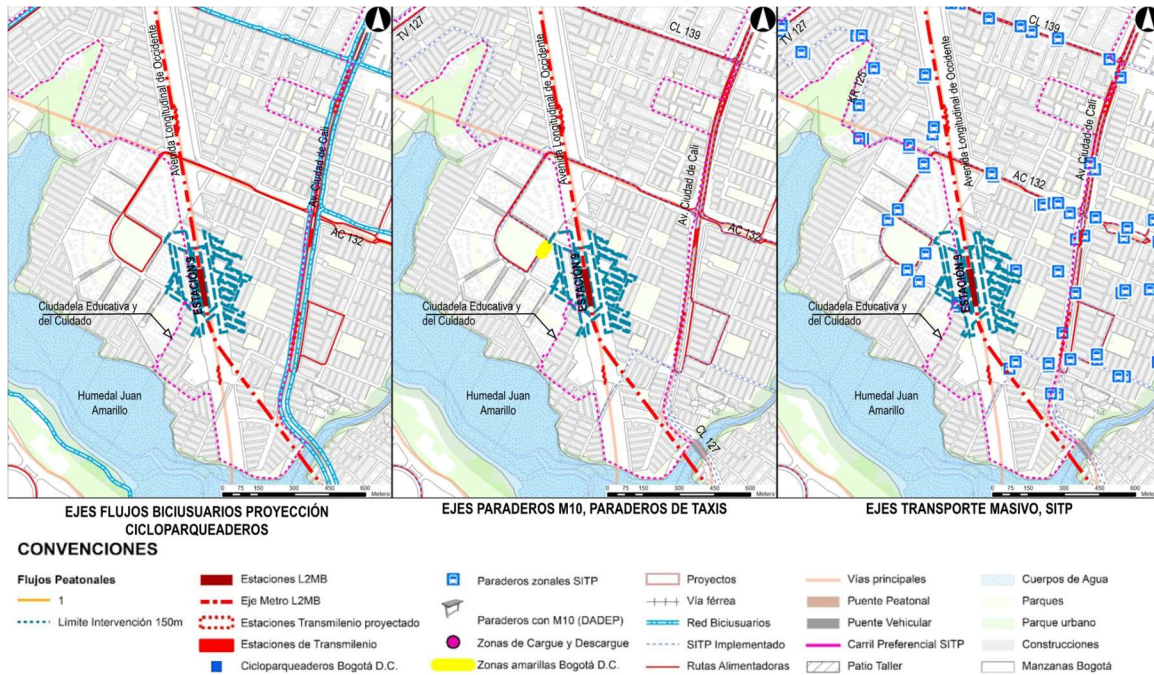 Avenida Longitudinal de Occidente
Av. Ciudad de Cali
AC 132
ESTACIÓN 9
Ciudadela Educativa y
del Cuidado
Humedal Juan
Amarillo
0 75 150 300 450 600
Meters
EJES FLUJOS BICIUSUARIOS PROYECCIÓN
CICLOPARQUEADEROS
TV 127
CL 139
Avenida Longitudinal de Occidente
Av. Ciudad de Cali
AC 132
ESTACIÓN 9
Ciudadela Educativa y
del Cuidado
Humedal Juan
Amarillo
CL 127
0 75 150 300 450 600
Meters
EJES PARADEROS M10, PARADEROS DE TAXIS
TV 127
CL 139
KR 125
Avenida Longitudinal de Occidente
Av. Ciudad de Cali
AC 132
ESTACIÓN 9
Ciudadela Educativa y
del Cuidado
Humedal Juan
Amarillo
0 75 150 300 450 600
Meters
EJES TRANSPORTE MASIVO, SITP
CONVENCIONES
Flujos Peatonales
1
Límite Intervención 150m
Estaciones L2MB
Eje Metro L2MB
Estaciones Transmilenio proyectado
Estaciones de Transmilenio
Cicloparqueaderos Bogotá D.C.
Paraderos zonales SITP
Paraderos con M10 (DADEP)
Zonas de Cargue y Descargue
Zonas amarillas Bogotá D.C.
Proyectos
Vía férrea
Red Biciusuarios
SITP Implementado
Rutas Alimentadoras
Vías principales
Puente Peatonal
Puente Vehicular
Carril Preferencial SITP
Patio Taller
Cuerpos de Agua
Parques
Parque urbano
Construcciones
Manzanas Bogotá